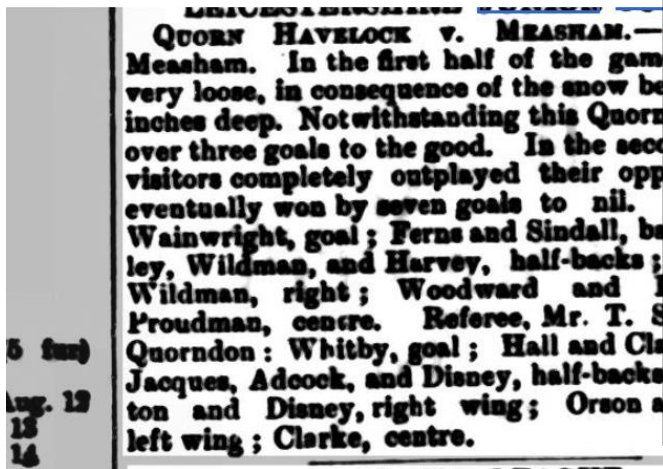 LEICESTERSHIRE JUNIOR
QUORN HAVELOCK V. MEASHAM.—
Measham. In the first half of the gam
very loose, in consequence of the snow be
inches deep. Notwithstanding this Quorn
over three goals to the good. In the seco
visitors completely outplayed their opp
eventually won by seven goals to nil.
Wainwright, goal; Ferns and Sindall, ba
ley, Wildman, and Harvey, half-backs;
Wildman, right; Woodward and
Proudman, centre. Referee, Mr. T. S
Quorndon: Whitby, goal; Hall and Cla
Jacques, Adcock, and Disney, half-backs
ton and Disney, right wing; Orson a
left wing; Clarke, centre.
5 fur)
Aug. 12
13
14